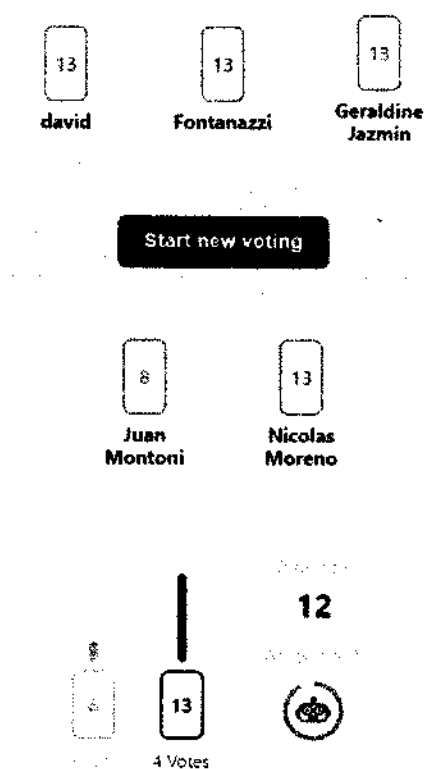 13
13
13
david
Fontanazzi
Geraldine
Jazmin
Start new voting
8
13
Juan
Montoni
Nicolas
Moreno
12
13
4 Votes